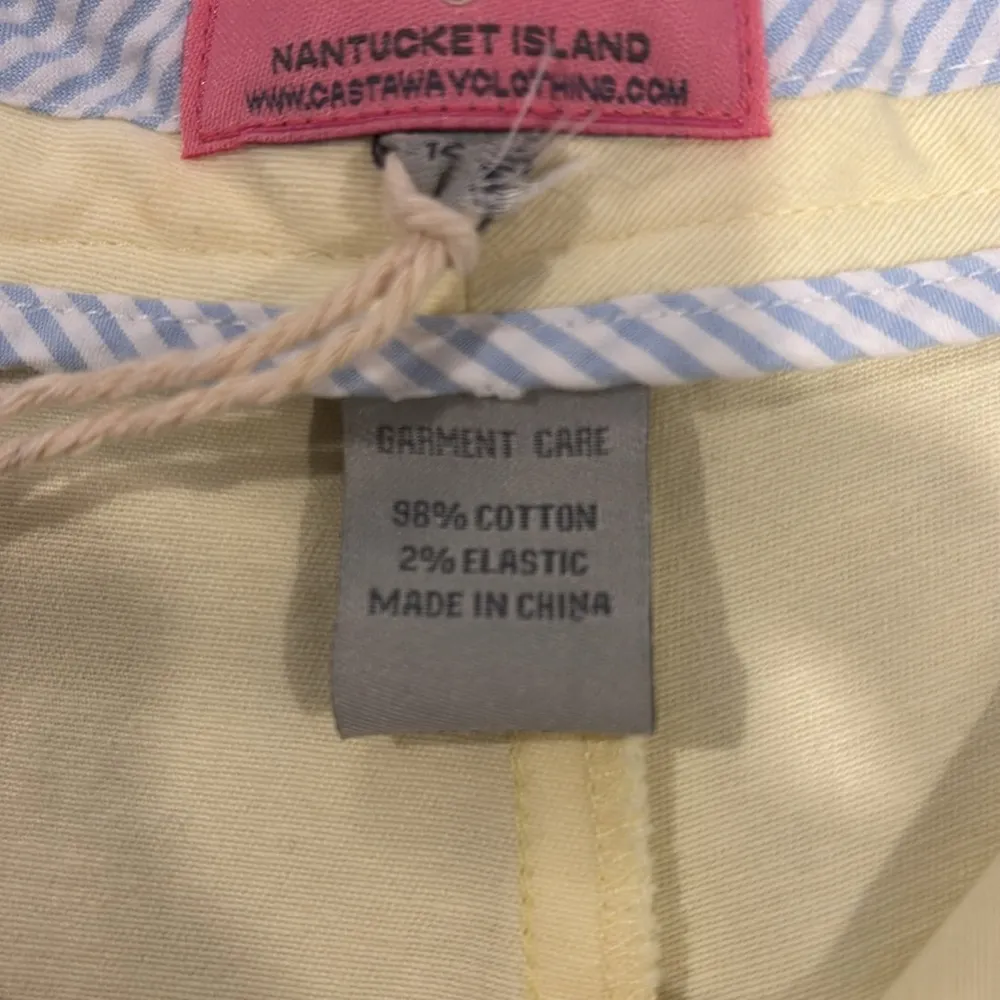 NANTUCKET ISLAND
WWW.CASTAWAYCLOTHING.COM
GARMENT CARE
98% COTTON
2% ELASTIC
MADE IN CHINA